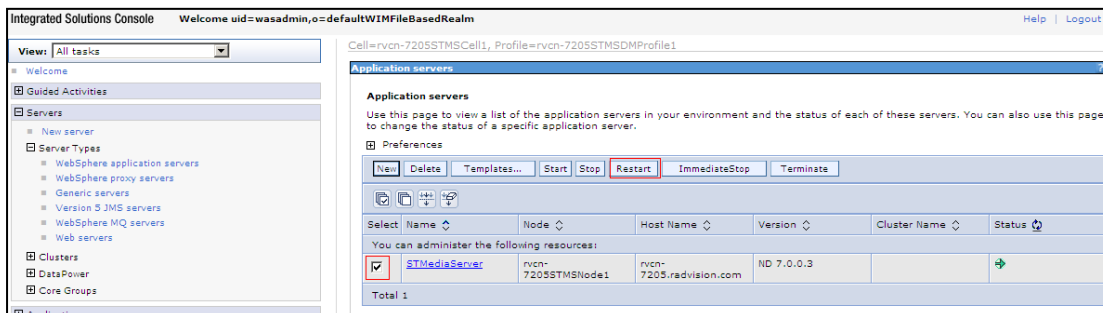 Integrated Solutions Console Welcome uid=wasadmin,o=defaultWIMFileBasedRealm Help | Logout
View: All tasks
Welcome
Guided Activities
Servers
New server
Server Types
WebSphere application servers
WebSphere proxy servers
Generic servers
Version 5 JMS servers
WebSphere MQ servers
Web servers
Clusters
DataPower
Core Groups
Cell=rvcn-7205STMSCell1, Profile=rvcn-7205STMSDMProfile1
Application servers ?
Application servers
Use this page to view a list of the application servers in your environment and the status of each of these servers. You can also use this page
to change the status of a specific application server.
Preferences
New Delete Templates... Start Stop Restart ImmediateStop Terminate
Select Name Node Host Name Version Cluster Name Status
You can administer the following resources:
STMediaServer rvcn-7205STMSNode1 rvcn-7205.radvision.com ND 7.0.0.3
Total 1